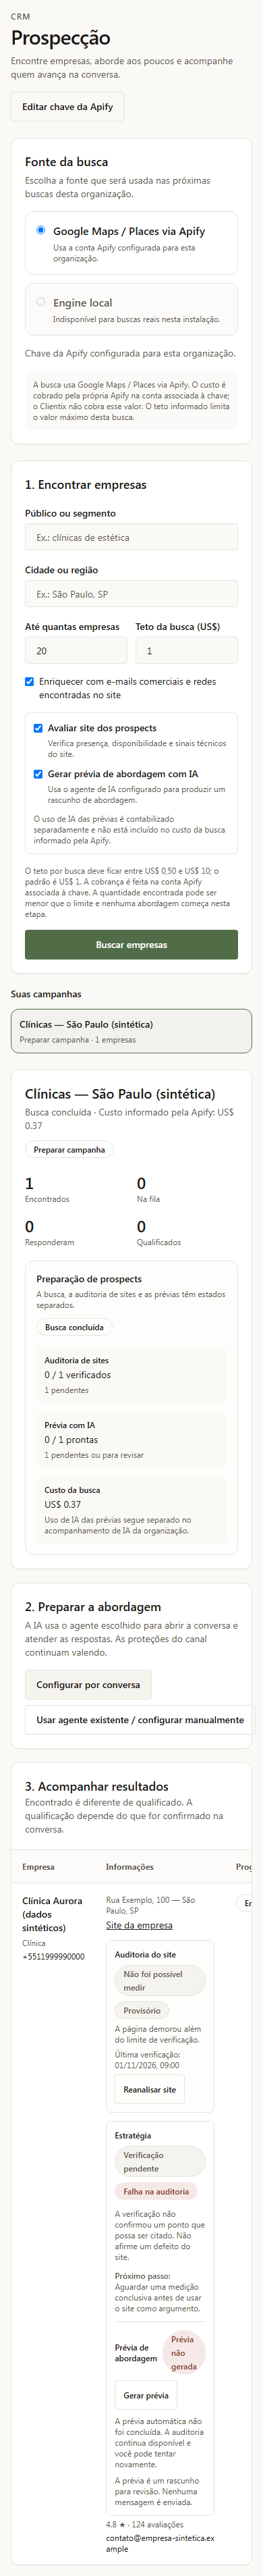 CRM
Prospecção
Encontre empresas, aborde aos poucos e acompanhe
quem avança na conversa.
Editar chave da Apify
Fonte da busca
Escolha a fonte que será usada nas próximas
buscas desta organização.
Google Maps / Places via Apify
Usa a conta Apify configurada para esta
organização.
Engine local
Indisponível para buscas reais nesta instalação.
Chave da Apify configurada para esta organização.
A busca usa Google Maps / Places via Apify. O custo é
cobrado pela própria Apify na conta associada à chave;
o Clientix não cobra esse valor. O teto informado limita
o valor máximo desta busca.
1. Encontrar empresas
Público ou segmento
Ex.: clínicas de estética
Cidade ou região
Ex.: São Paulo, SP
Até quantas empresas
Teto da busca (US$)
20
1
Enriquecer com e-mails comerciais e redes
encontradas no site
Avaliar site dos prospects
Verifica presença, disponibilidade e sinais técnicos
do site.
Gerar prévia de abordagem com IA
Usa o agente de IA configurado para produzir um
rascunho de abordagem.
O uso de IA das prévias é contabilizado
separadamente e não está incluído no custo da busca
informado pela Apify.
O teto por busca deve ficar entre US$ 0,50 e US$ 10; o
padrão é US$ 1. A cobrança é feita na conta Apify
associada à chave. A quantidade encontrada pode ser
menor que o limite e nenhuma abordagem começa nesta
etapa.
Buscar empresas
Suas campanhas
Clínicas — São Paulo (sintética)
Preparar campanha · 1 empresas
Clínicas — São Paulo (sintética)
Busca concluída · Custo informado pela Apify: US$
0.37
Preparar campanha
1
Encontrados
0
Na fila
0
Responderam
0
Qualificados
Preparação de prospects
A busca, a auditoria de sites e as prévias têm estados
separados.
Busca concluída
Auditoria de sites
0 / 1 verificados
1 pendentes
Prévia com IA
0 / 1 prontas
1 pendentes ou para revisar
Custo da busca
US$ 0.37
Uso de IA das prévias segue separado no
acompanhamento de IA da organização.
2. Preparar a abordagem
A IA usa o agente escolhido para abrir a conversa e
atender as respostas. As proteções do canal
continuam valendo.
Configurar por conversa
Usar agente existente / configurar manualmente
3. Acompanhar resultados
Encontrado é diferente de qualificado. A
qualificação depende do que for confirmado na
conversa.
Empresa
Informações
Prog
Clínica Aurora
(dados
sintéticos)
Clínica
+5511999990000
Rua Exemplo, 100 — São
Paulo, SP
Site da empresa
Er
Auditoria do site
Não foi possível
medir
Provisório
A página demorou além
do limite de verificação.
Última verificação:
01/11/2026, 09:00
Reanalisar site
Estratégia
Verificação
pendente
Falha na auditoria
A verificação não
confirmou um ponto que
possa ser citado. Não
afirme um defeito do
site.
Próximo passo:
Aguardar uma medição
conclusiva antes de usar
o site como argumento.
Prévia de
abordagem
Prévia
não
gerada
Gerar prévia
A prévia automática não
foi concluída. A auditoria
continua disponível e
você pode tentar
novamente.
A prévia é um rascunho
para revisão. Nenhuma
mensagem é enviada.
4.8 ★ · 124 avaliações
contato@empresa-sintetica.ex
ample